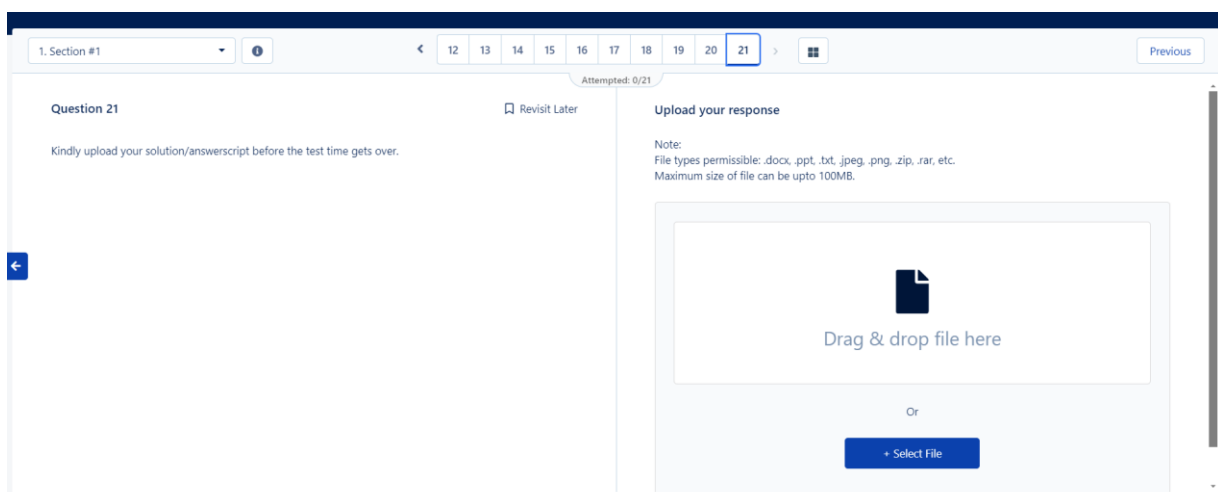 1. Section #1
12 13 14 15 16 17 18 19 20 21
Previous
Attempted: 0/21
Question 21
Revisit Later
Kindly upload your solution/answerscript before the test time gets over.
Upload your response
Note:
File types permissible: .docx, .ppt, .txt, .jpeg, .png, .zip, .rar, etc.
Maximum size of file can be upto 100MB.
Drag & drop file here
Or
+ Select File